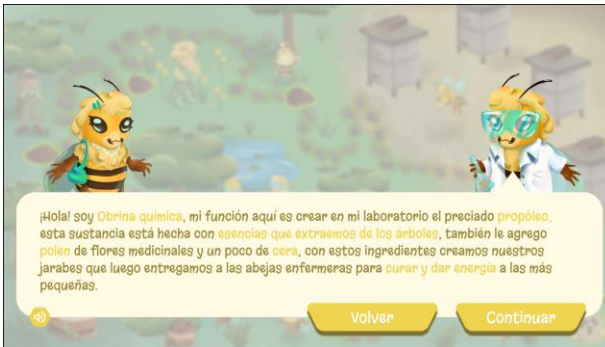 ¡Hola! soy Obrina química, mi función aquí es crear en mi laboratorio el preciado propóleo,
esta sustancia está hecha con esencias que extraemos de los árboles, también le agrego
polen de flores medicinales y un poco de cera, con estos ingredientes creamos nuestros
jarabes que luego entregamos a las abejas enfermeras para curar y dar energía a las más
pequeñas.
Volver
Continuar